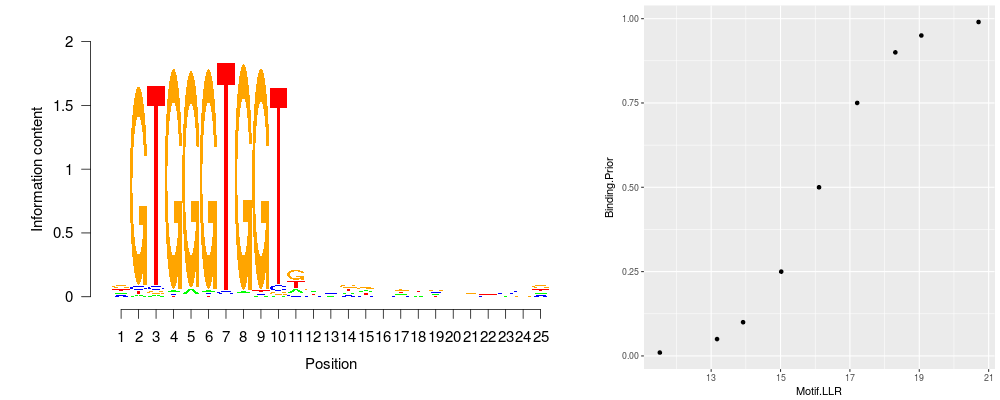 2
1.5
1
0.5
0
Information content
G T G G G T G G T G
1 2 3 4 5 6 7 8 9 10 11 12 13 14 15 16 17 18 19 20 21 22 23 24 25
Position
1.00
0.75
0.50
0.25
0.00
Binding.Prior
13 15 17 19 21
Motif.LLR